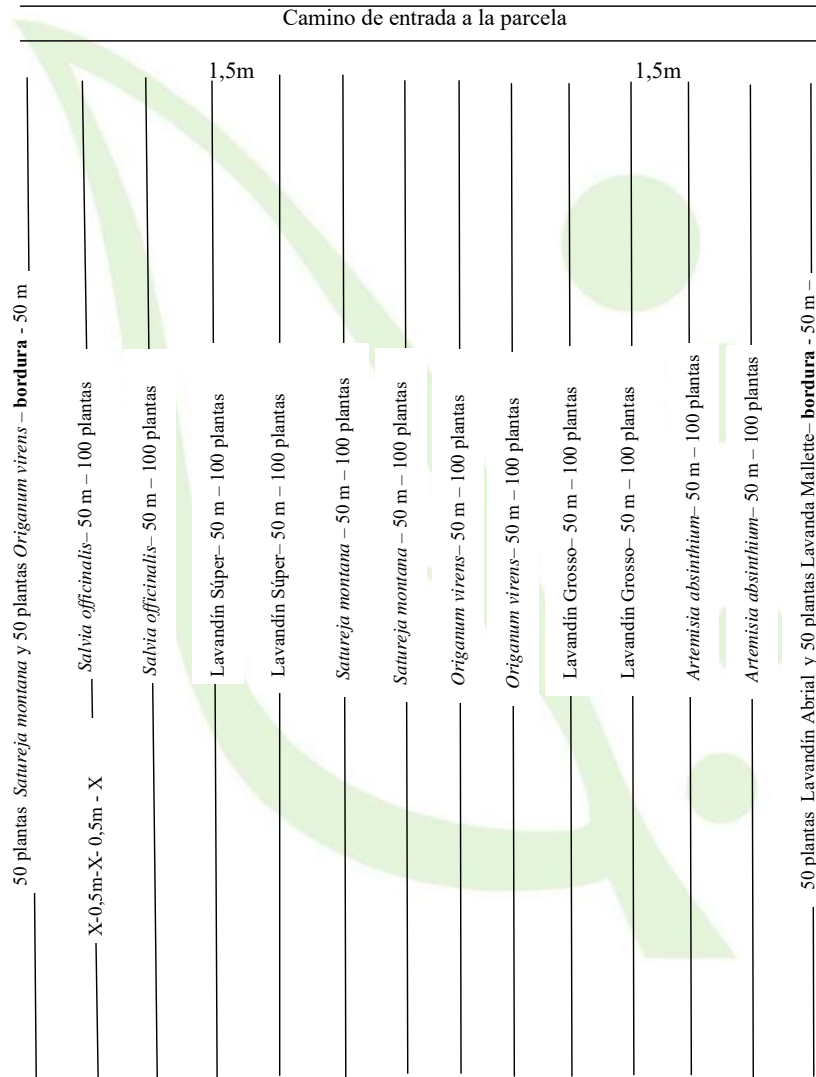 Camino de entrada a la parcela
1,5m
1,5m
50 plantas Satureja montana y 50 plantas Origanum virens – bordura - 50 m
Salvia officinalis– 50 m – 100 plantas
X-0,5m-X- 0,5m - X
Salvia officinalis– 50 m – 100 plantas
Lavandín Súper– 50 m – 100 plantas
Lavandín Súper– 50 m – 100 plantas
Satureja montana – 50 m – 100 plantas
Satureja montana – 50 m – 100 plantas
Origanum virens– 50 m – 100 plantas
Origanum virens– 50 m – 100 plantas
Lavandín Grosso– 50 m – 100 plantas
Lavandín Grosso– 50 m – 100 plantas
Artemisia absinthium– 50 m – 100 plantas
Artemisia absinthium– 50 m – 100 plantas
50 plantas Lavandín Abrial y 50 plantas Lavanda Mallette– bordura - 50 m –